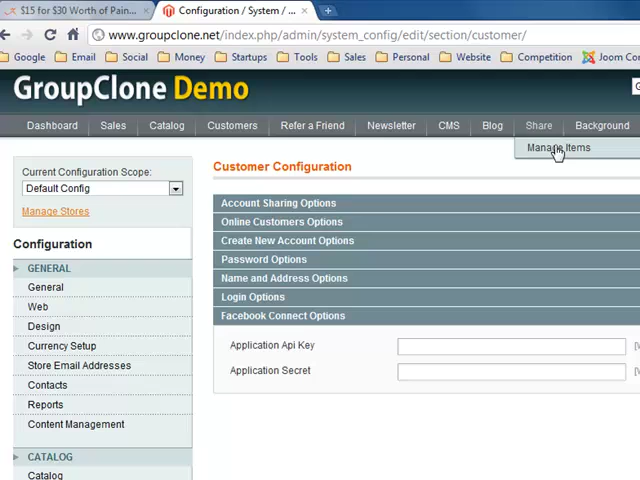 $15 for $30 Worth of Pain...
Configuration / System / ...
www.groupclone.net/index.php/admin/system_config/edit/section/customer/
Google Email Social Money Startups Tools Sales Personal Website Competition Joom Con
GroupClone Demo
Dashboard Sales Catalog Customers Refer a Friend Newsletter CMS Blog Share Background
Manage Items
Current Configuration Scope:
Default Config
Manage Stores
Configuration
GENERAL
General
Web
Design
Currency Setup
Store Email Addresses
Contacts
Reports
Content Management
CATALOG
Catalog
Customer Configuration
Account Sharing Options
Online Customers Options
Create New Account Options
Password Options
Name and Address Options
Login Options
Facebook Connect Options
Application Api Key
Application Secret